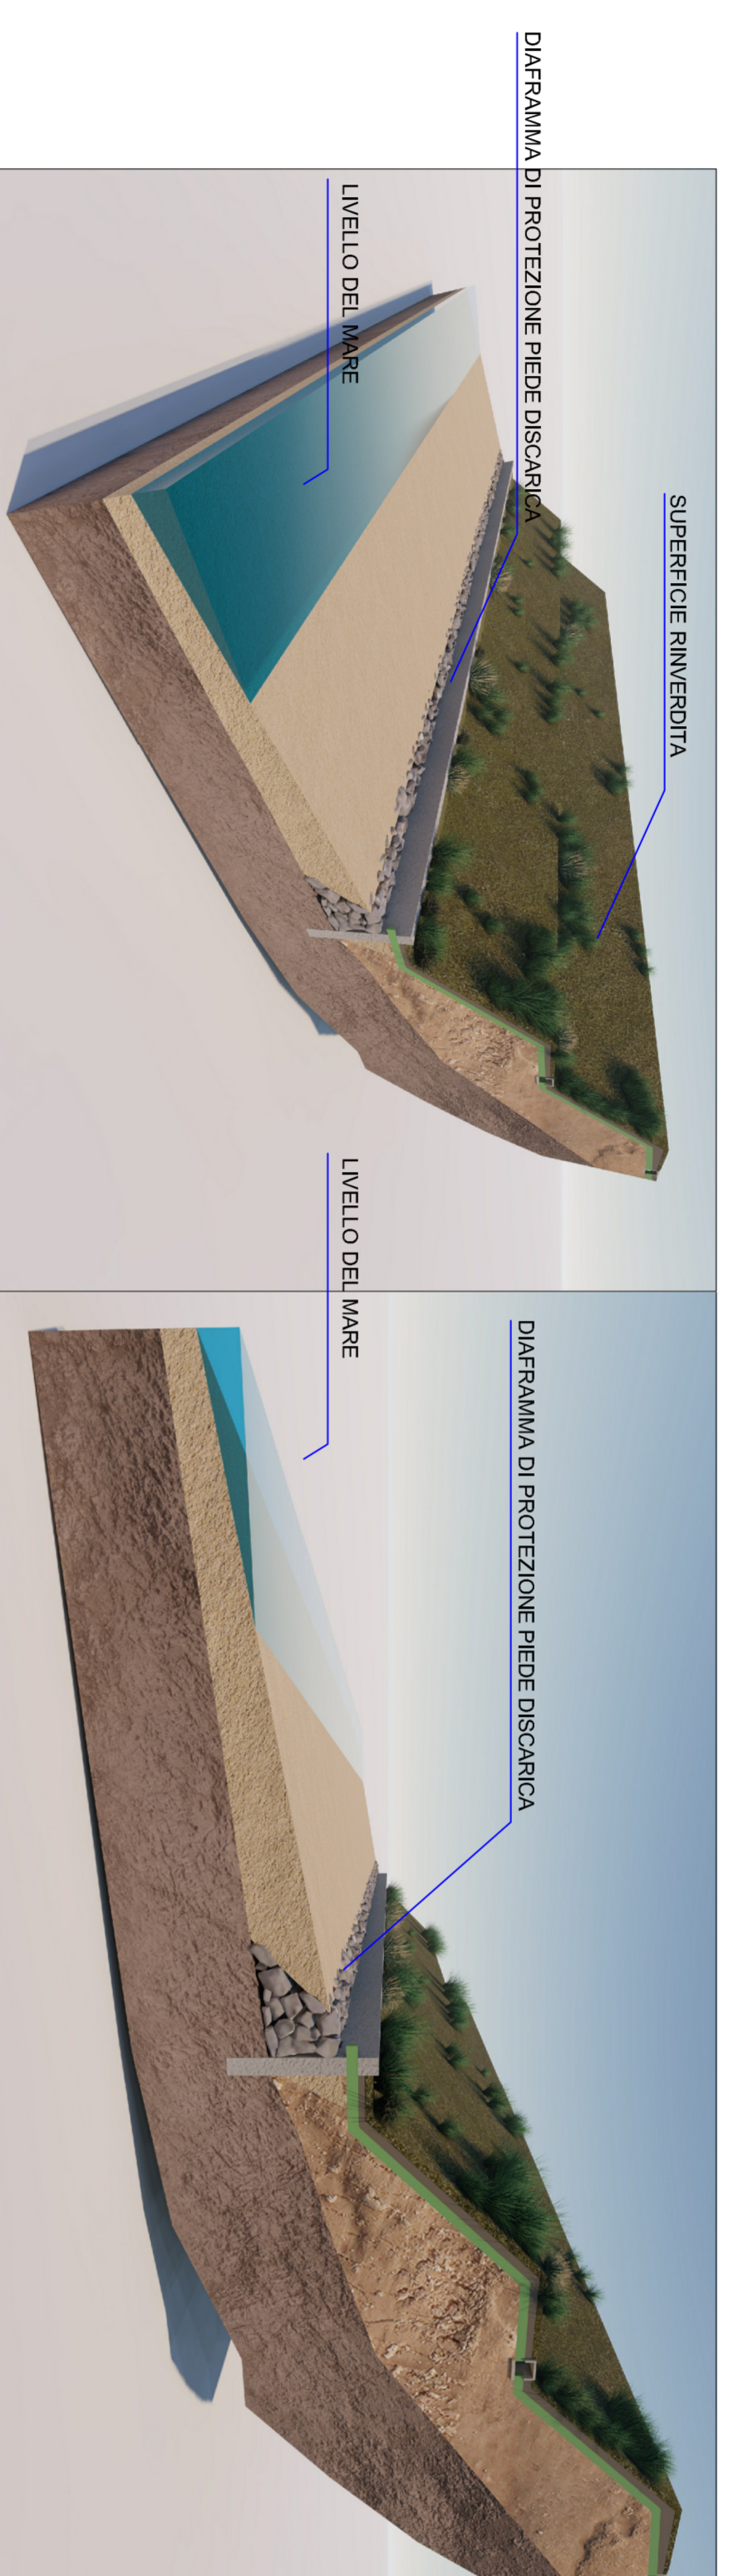 SUPERFICIE RINVERDITA
DIAFRAMMA DI PROTEZIONE PIEDE DISCARICA
LIVELLO DEL MARE
DIAFRAMMA DI PROTEZIONE PIEDE DISCARICA
LIVELLO DEL MARE